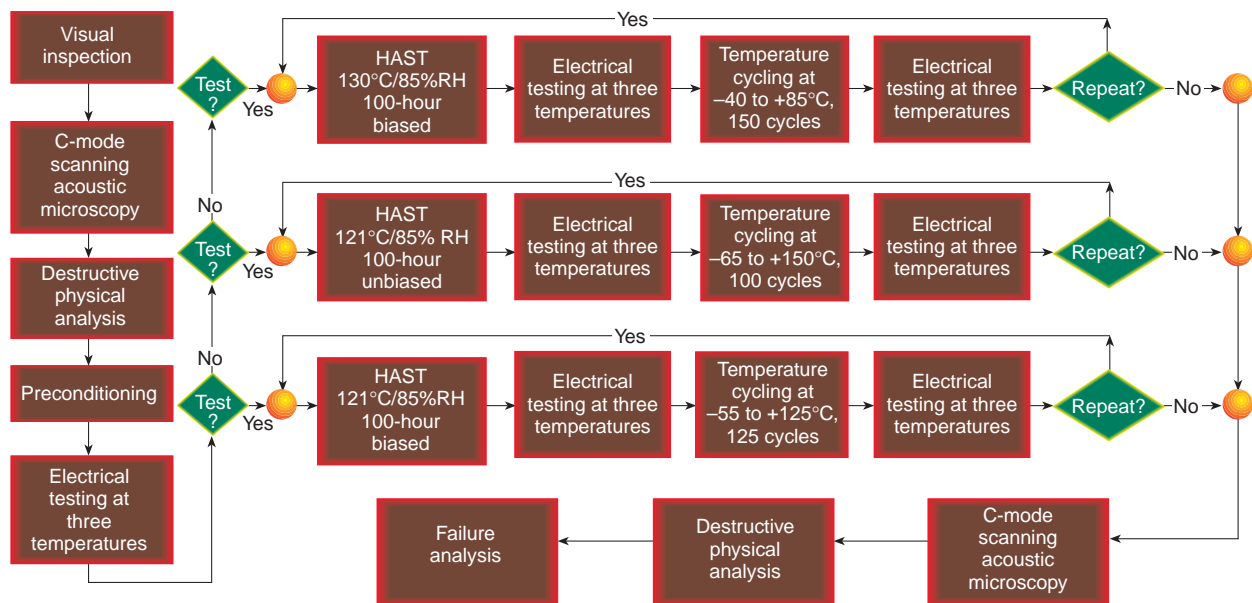 Visual
inspection
C-mode
scanning
acoustic
microscopy
Destructive
physical
analysis
Preconditioning
Electrical
testing at
three
temperatures
Yes
Test
?
Yes
HAST
130°C/85%RH
100-hour
biased
Electrical
testing at three
temperatures
Temperature
cycling at
–40 to +85°C,
150 cycles
Electrical
testing at three
temperatures
Repeat?
No
No
Yes
Test
?
Yes
HAST
121°C/85% RH
100-hour
unbiased
Electrical
testing at three
temperatures
Temperature
cycling at
–65 to +150°C,
100 cycles
Electrical
testing at three
temperatures
Repeat?
No
No
Yes
Test
?
Yes
HAST
121°C/85%RH
100-hour
biased
Electrical
testing at three
temperatures
Temperature
cycling at
–55 to +125°C,
125 cycles
Electrical
testing at three
temperatures
Repeat?
No
Failure
analysis
Destructive
physical
analysis
C-mode
scanning
acoustic
microscopy